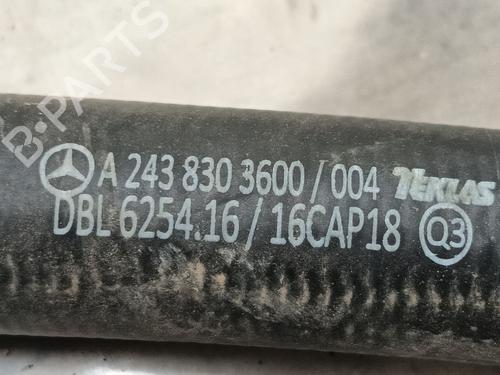 B-PARTS
A 243 830 3600 / 004 TEKLAS
DBL 6254.16 / 16CAP18 Q3